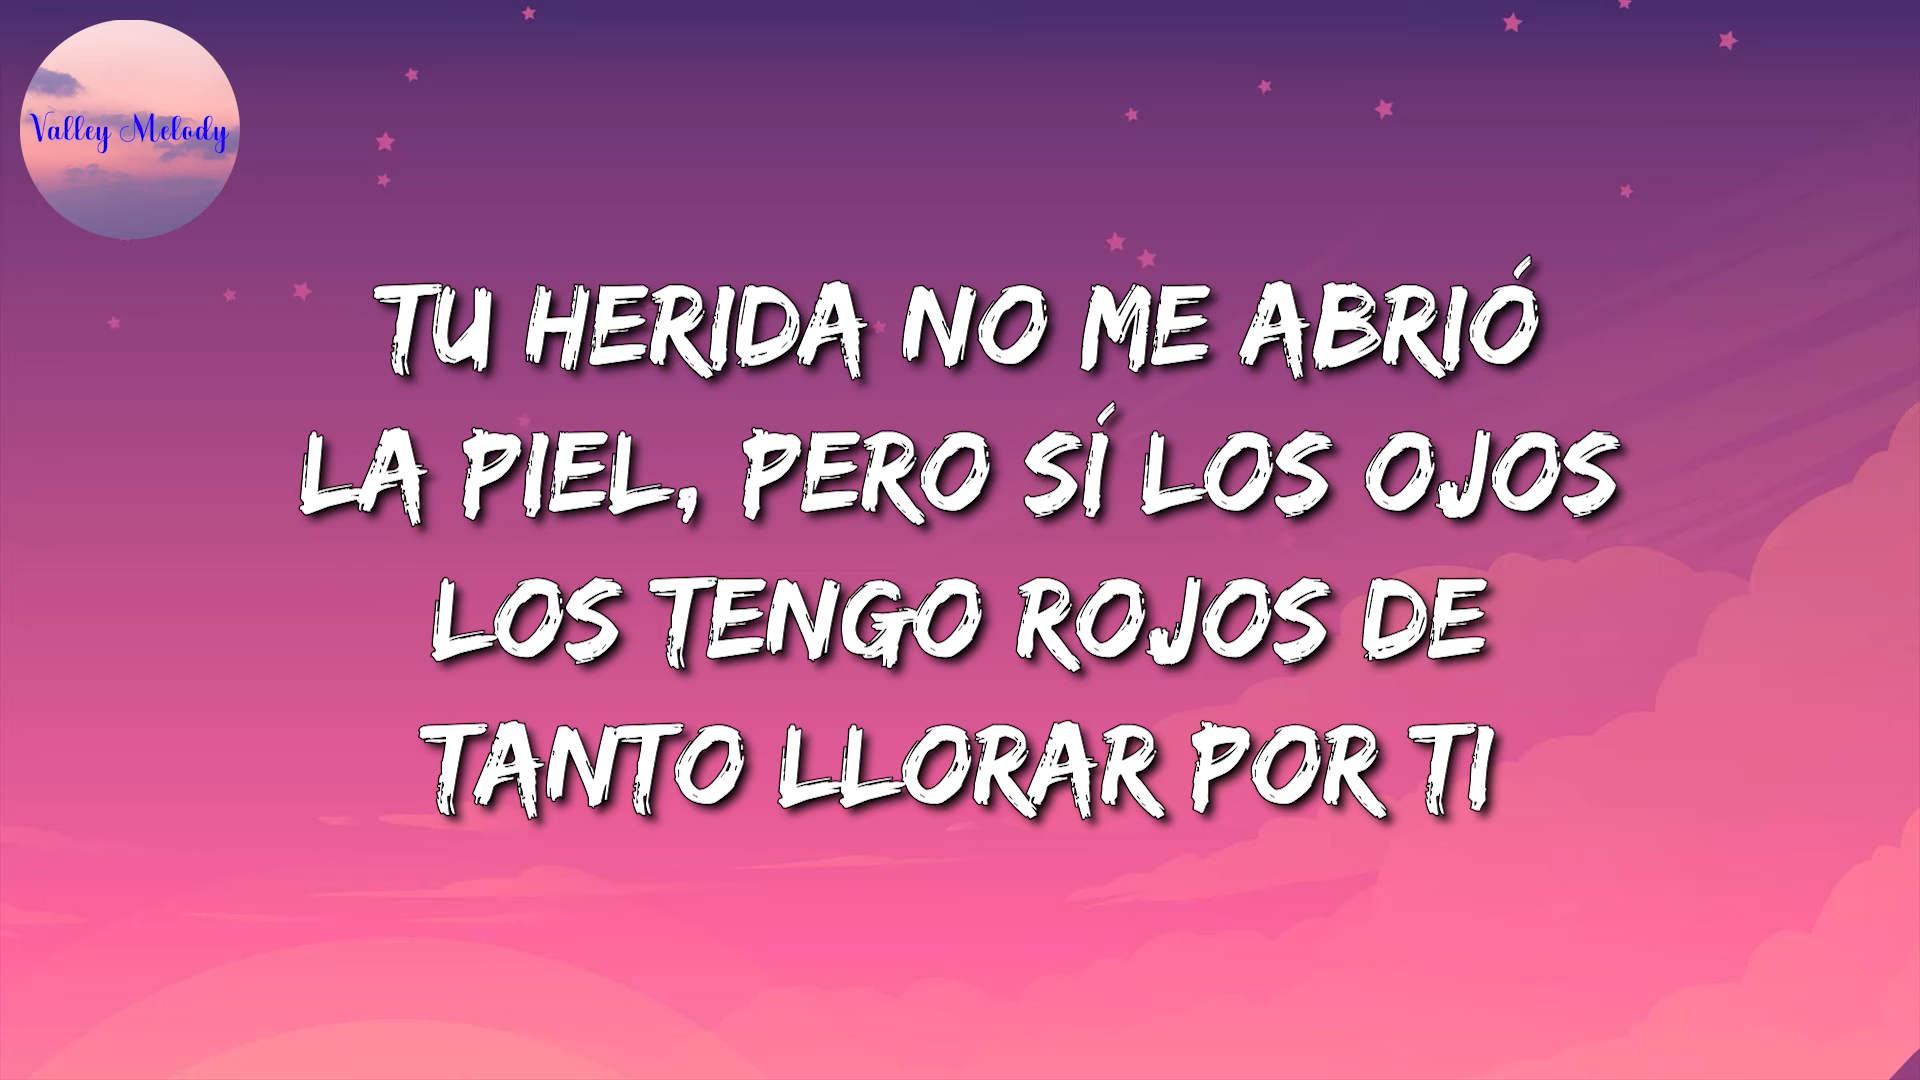 Valley Melody
TU HERIDA NO ME ABRIÓ
LA PIEL, PERO SÍ LOS OJOS
LOS TENGO ROJOS DE
TANTO LLORAR POR TI